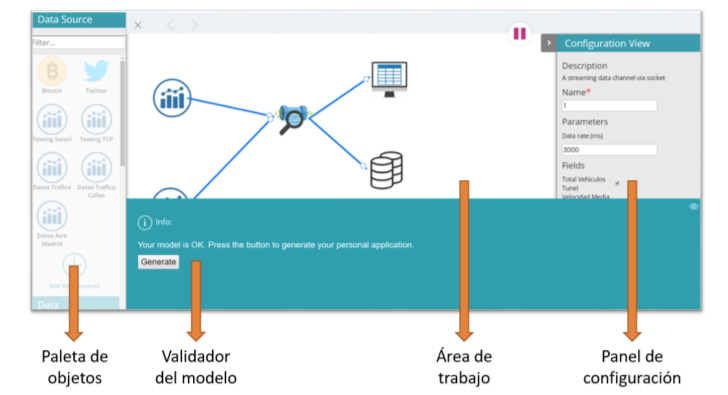 Data Source
Filter...
Bitcoin
Twitter
Testing Satori
Testing TCP
Datos Trafico
Datos Trafico
Calles
Datos Aire
Madrid
Data
Configuration View
Description
A streaming data channel via socket
Name*
1
Parameters
Data rate (ms)
3000
Fields
Total Vehiculos
Tunel
Velocidad Media
Info:
Your model is OK. Press the button to generate your personal application.
Generate
Paleta de
objetos
Validador
del modelo
Área de
trabajo
Panel de
configuración